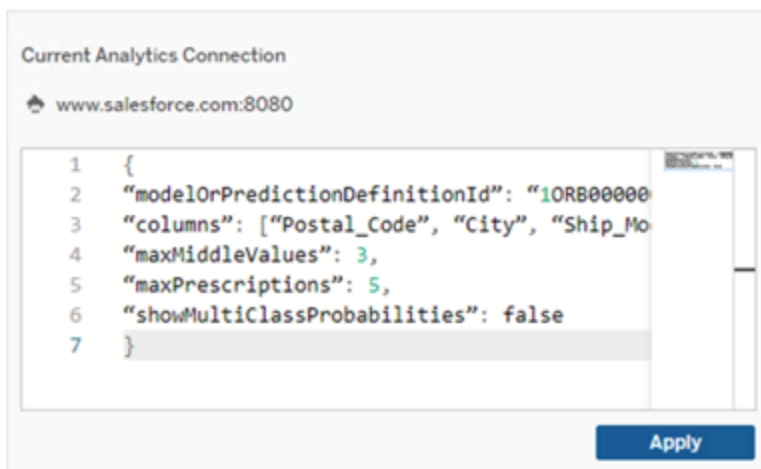 Current Analytics Connection
www.salesforce.com:8080
1 {
2 “modelOrPredictionDefinitionId”: “1ORB00000
3 “columns”: [“Postal_Code”, “City”, “Ship_Mo
4 “maxMiddleValues”: 3,
5 “maxPrescriptions”: 5,
6 “showMultiClassProbabilities”: false
7 }
Apply